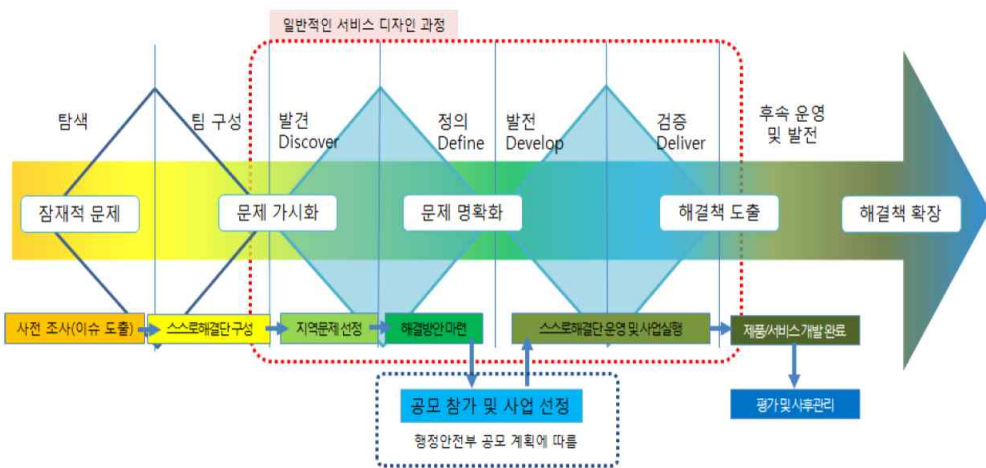 일반적인 서비스 디자인 과정
탐색
팀 구성
발견
Discover
정의
Define
발전
Develop
검증
Deliver
후속 운영
및 발전
잠재적 문제
문제 가시화
문제 명확화
해결책 도출
해결책 확장
사전 조사(이슈 도출)
스스로해결단 구성
지역문제 선정
해결방안 마련
스스로해결단 운영 및 사업실행
제품/서비스 개발 완료
공모 참가 및 사업 선정
평가 및 사후관리
행정안전부 공모 계획에 따름